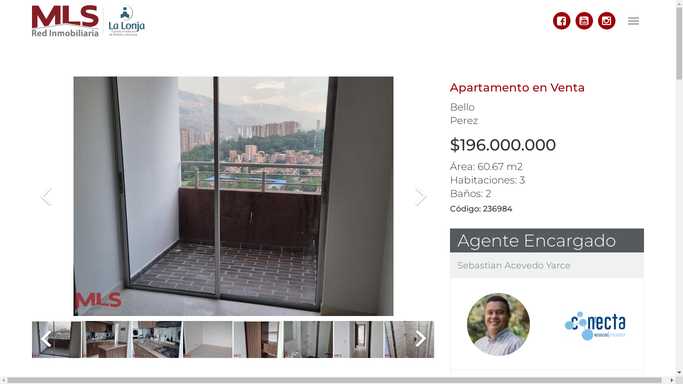 MLS
Red Inmobiliaria
La Lonja
Apartamento en Venta
Bello
Perez
$196.000.000
Área: 60.67 m2
Habitaciones: 3
Baños: 2
Código: 236984
MLS
Agente Encargado
Sebastian Acevedo Yarce
conecta